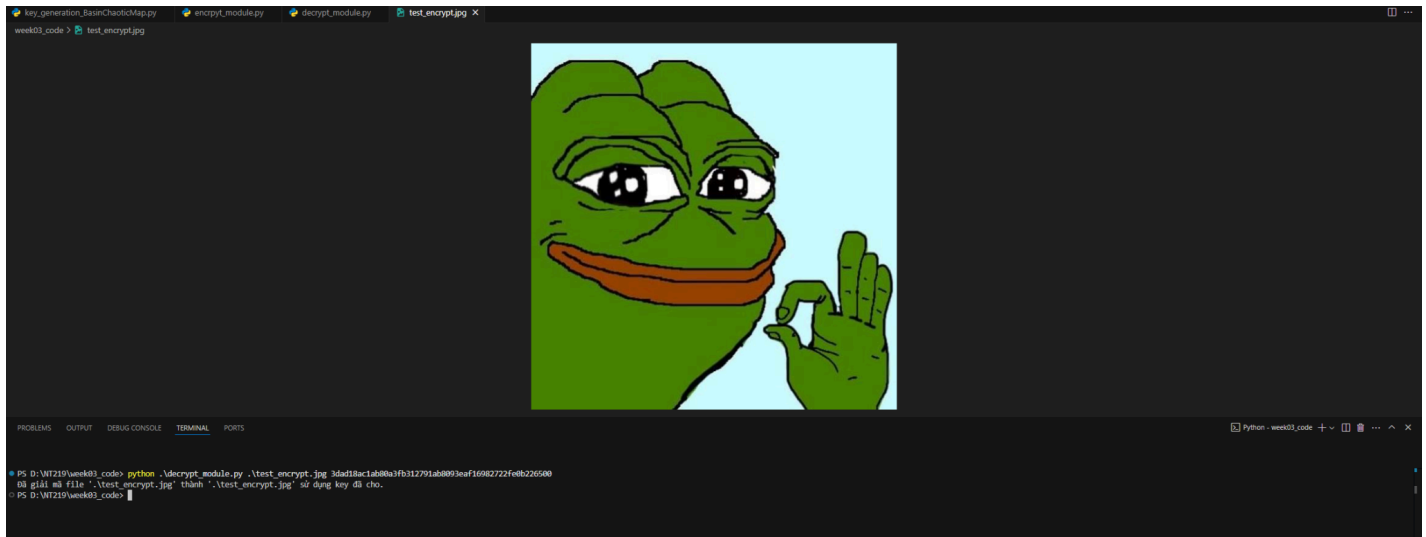 key_generation_BasinChaoticMap.py encrpyt_module.py decrypt_module.py test_encrypt.jpg
week03_code > test_encrypt.jpg
PROBLEMS OUTPUT DEBUG CONSOLE TERMINAL PORTS Python - week03_code
PS D:\NT219\week03_code> python .\decrypt_module.py .\test_encrypt.jpg 3dad18ac1ab80a3fb312791ab8093eaf16982722fe0b226500
Đã giải mã file '.\test_encrypt.jpg' thành '.\test_encrypt.jpg' sử dụng key đã cho.
PS D:\NT219\week03_code>